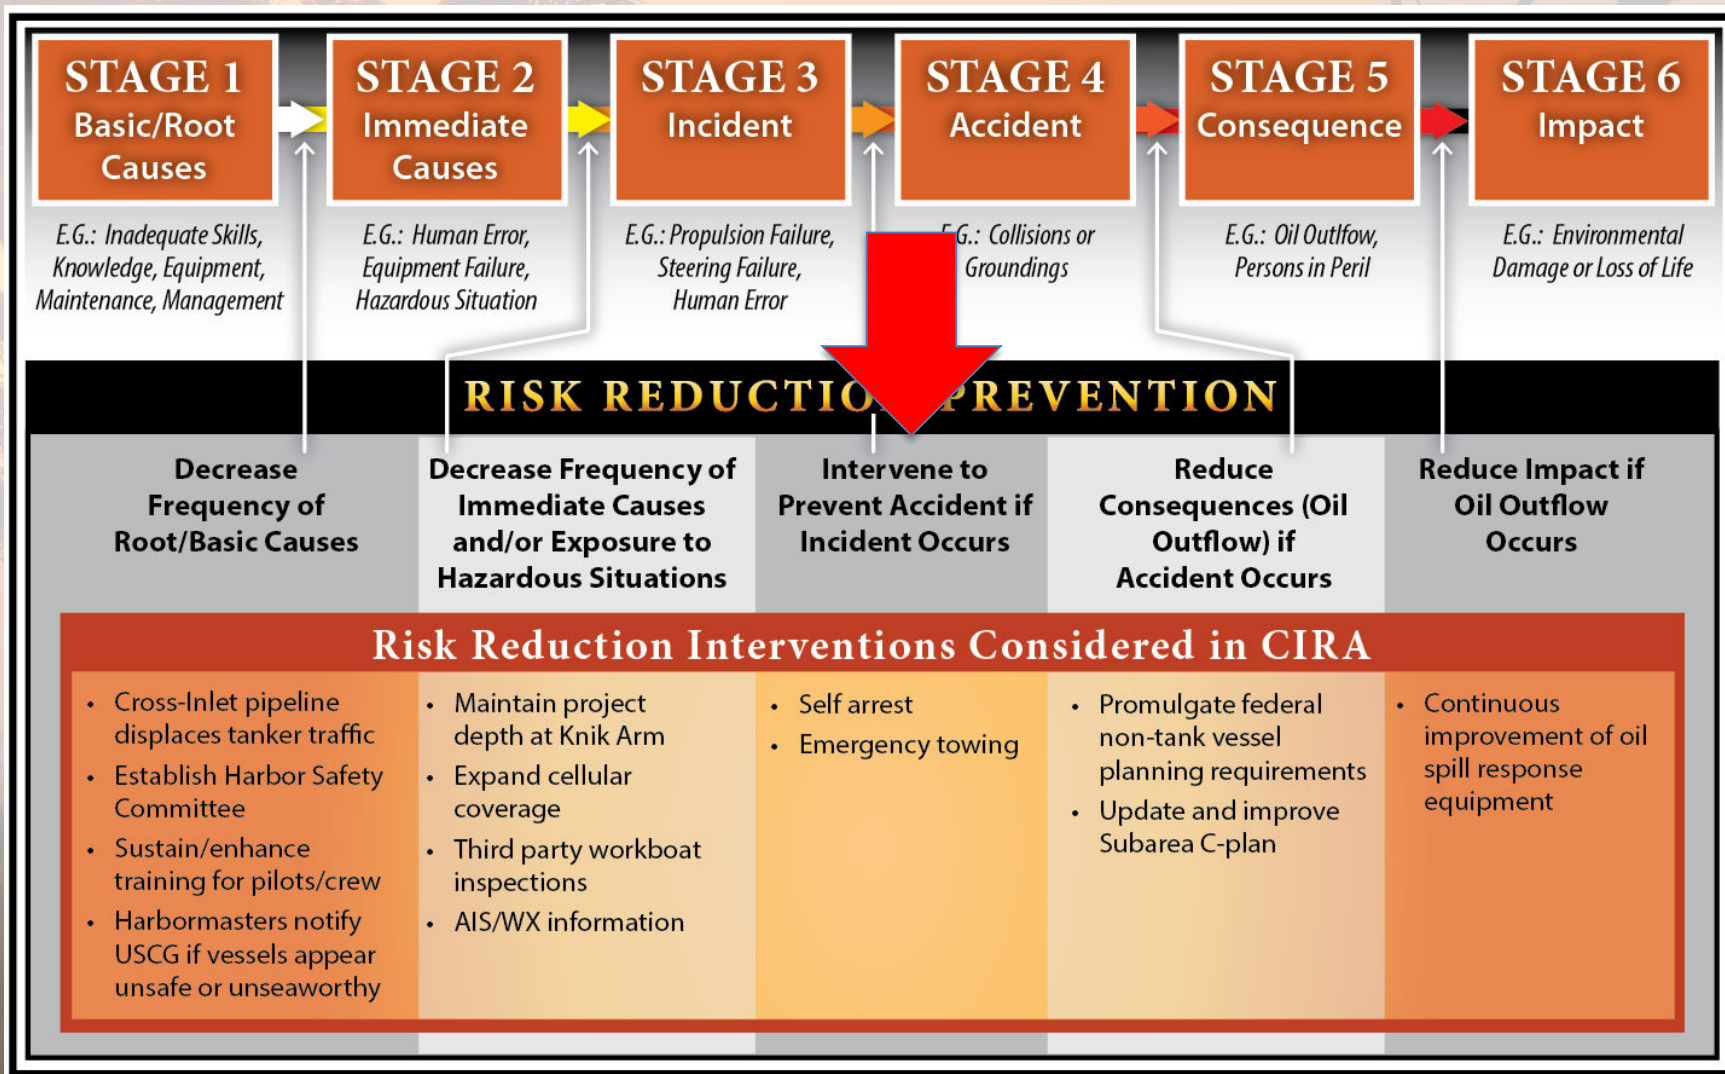 STAGE 1
Basic/Root
Causes
STAGE 2
Immediate
Causes
STAGE 3
Incident
STAGE 4
Accident
STAGE 5
Consequence
STAGE 6
Impact
E.G.: Inadequate Skills,
Knowledge, Equipment,
Maintenance, Management
E.G.: Human Error,
Equipment Failure,
Hazardous Situation
E.G.: Propulsion Failure,
Steering Failure,
Human Error
E.G.: Collisions or
Groundings
E.G.: Oil Outlfow,
Persons in Peril
E.G.: Environmental
Damage or Loss of Life
RISK REDUCTION PREVENTION
Decrease
Frequency of
Root/Basic Causes
Decrease Frequency of
Immediate Causes
and/or Exposure to
Hazardous Situations
Intervene to
Prevent Accident if
Incident Occurs
Reduce
Consequences (Oil
Outflow) if
Accident Occurs
Reduce Impact if
Oil Outflow
Occurs
Risk Reduction Interventions Considered in CIRA
• Cross-Inlet pipeline
displaces tanker traffic
• Establish Harbor Safety
Committee
• Sustain/enhance
training for pilots/crew
• Harbormasters notify
USCG if vessels appear
unsafe or unseaworthy
• Maintain project
depth at Knik Arm
• Expand cellular
coverage
• Third party workboat
inspections
• AIS/WX information
• Self arrest
• Emergency towing
• Promulgate federal
non-tank vessel
planning requirements
• Update and improve
Subarea C-plan
• Continuous
improvement of oil
spill response
equipment